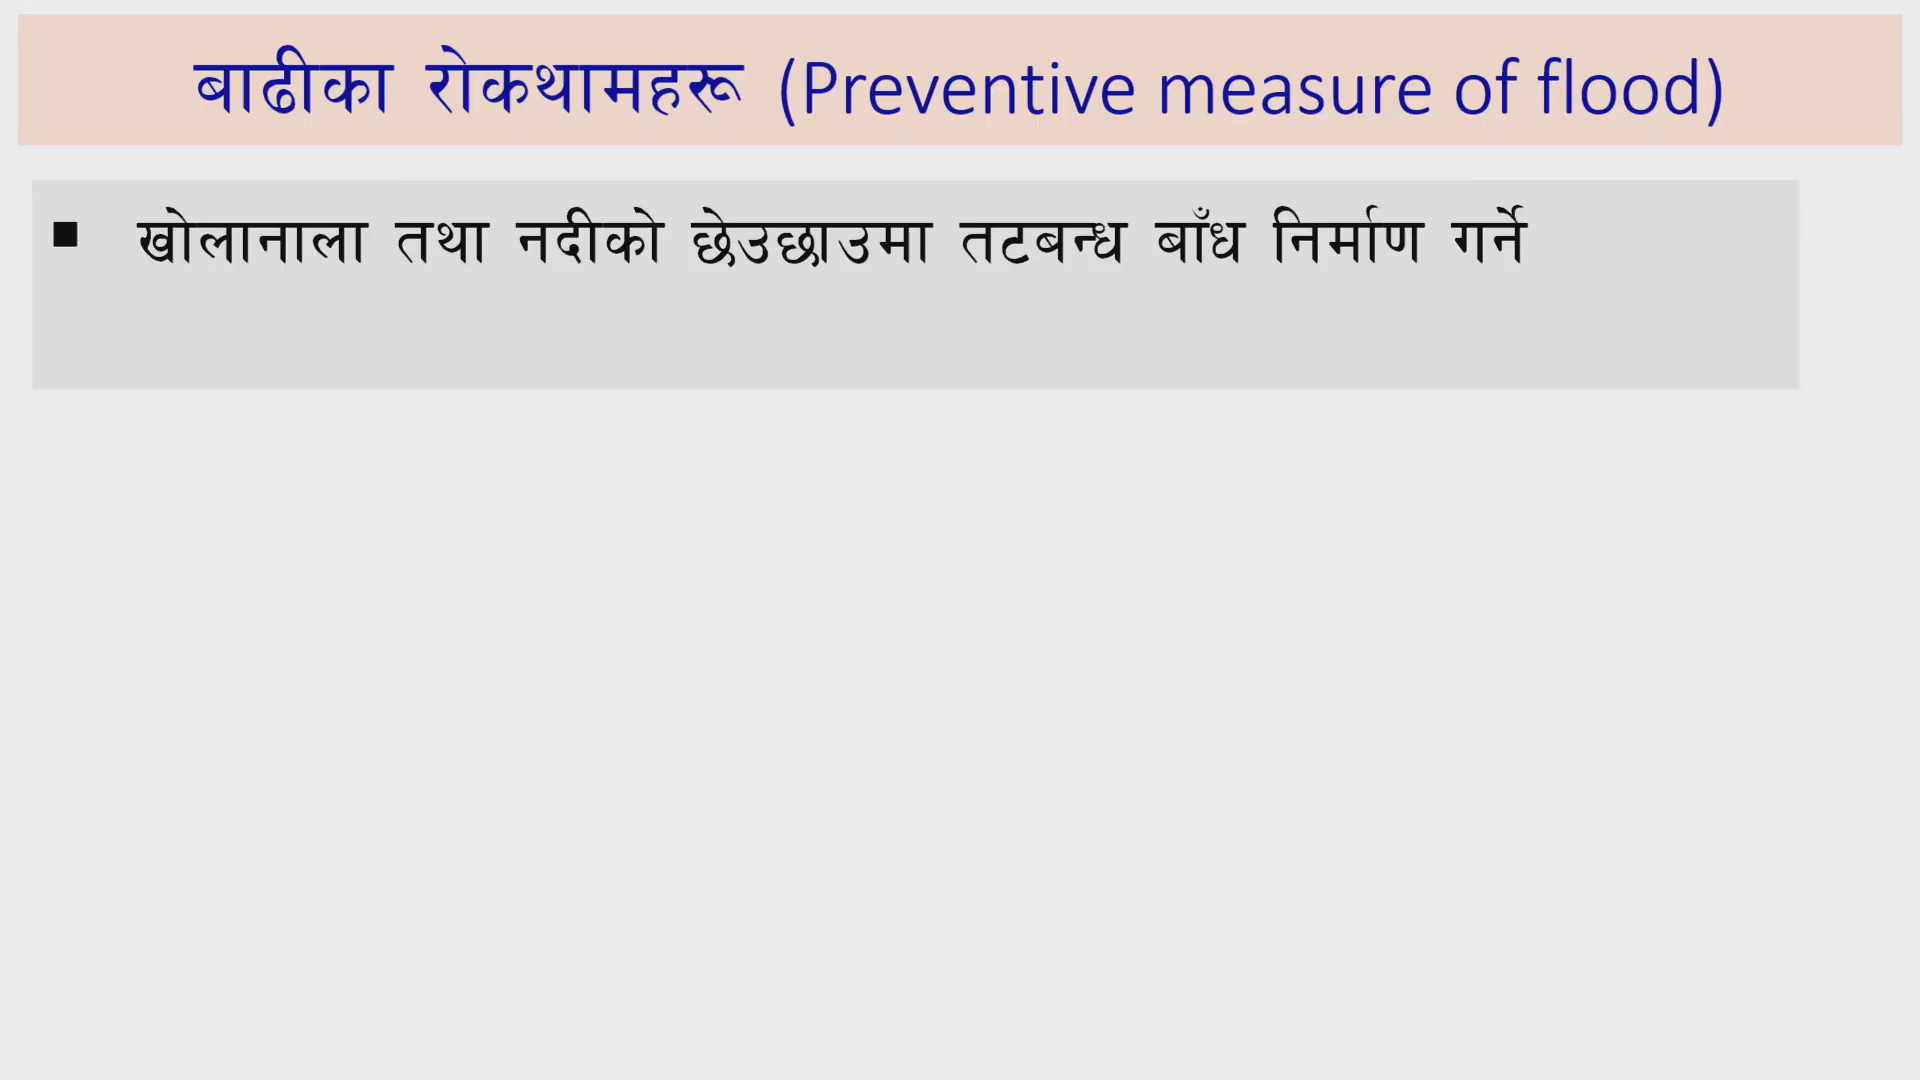 बाढीका रोकथामहरू (Preventive measure of flood)
▪ खोलानाला तथा नदीको छेउछाउमा तटबन्ध बाँध निर्माण गर्ने